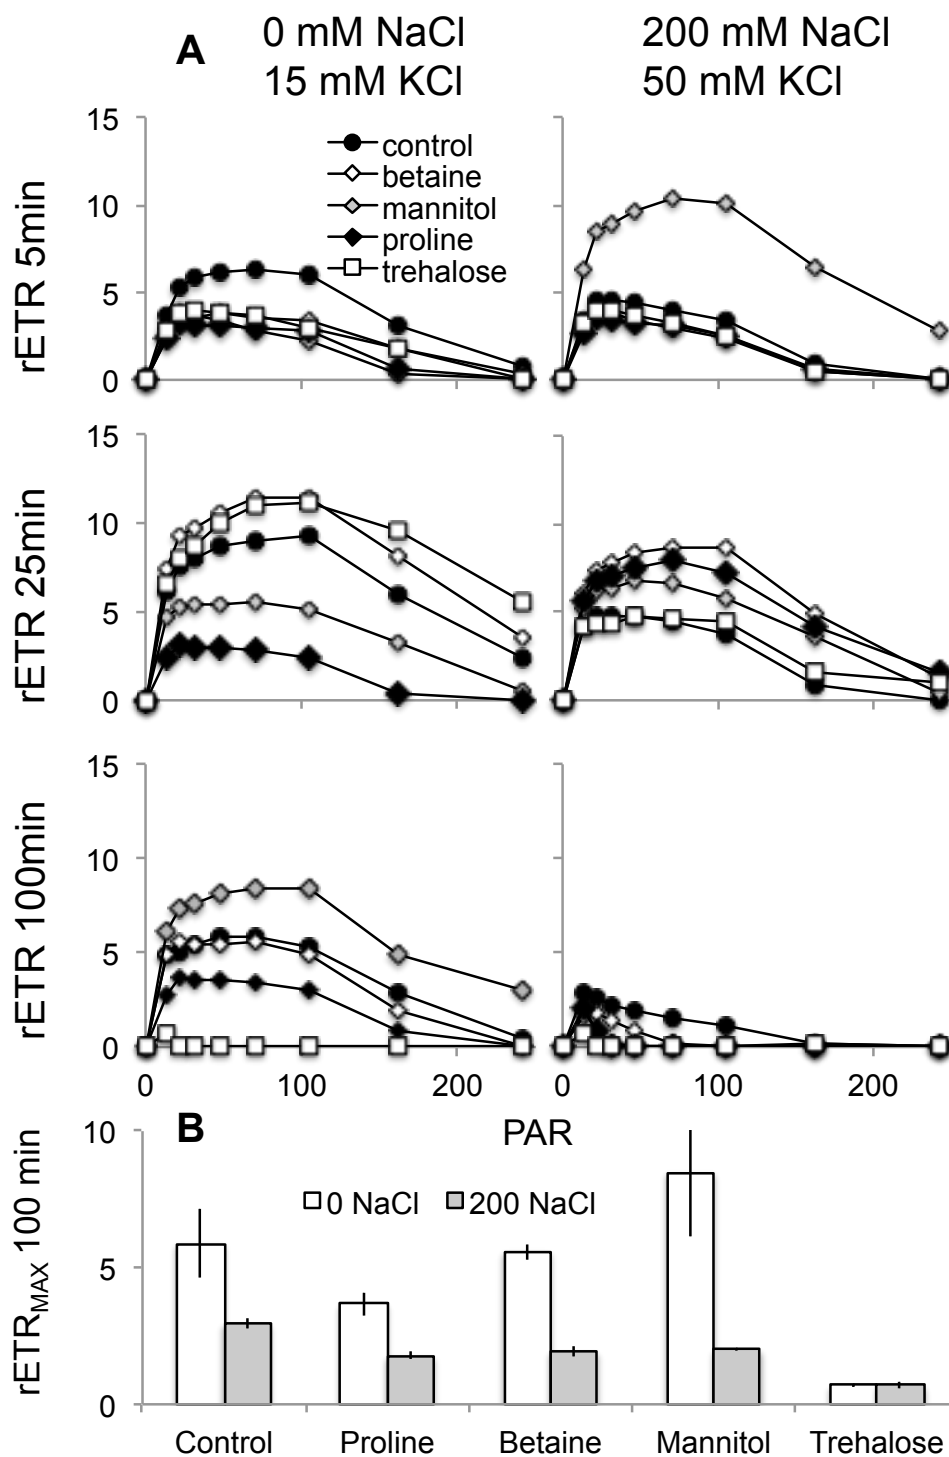 A
0 mM NaCl
15 mM KCl
200 mM NaCl
50 mM KCl
rETR 5min
15
10
5
0
control
betaine
mannitol
proline
trehalose
rETR 25min
15
10
5
0
rETR 100min
15
10
5
0
0 100 200
0 100 200
PAR
B
rETRMAX 100 min
10
5
0
0 NaCl 200 NaCl
Control Proline Betaine Mannitol Trehalose